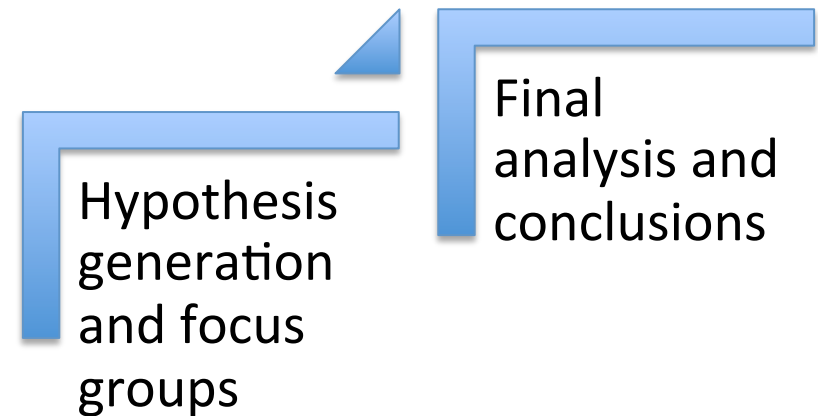 Hypothesis
generation
and focus
groups
Final
analysis and
conclusions